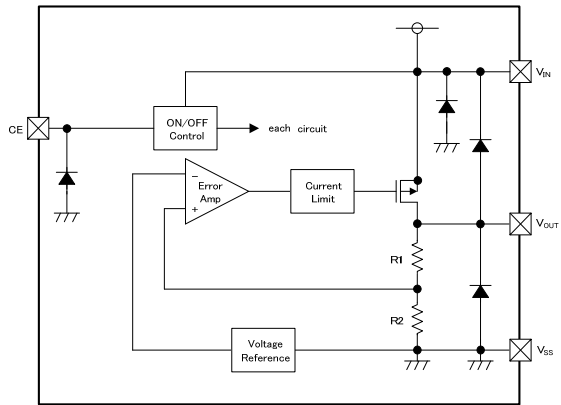 VIN
ON/OFF
Control
CE
each circuit
−
Error
Amp
+
Current
Limit
VOUT
R1
R2
Voltage
Reference
VSS